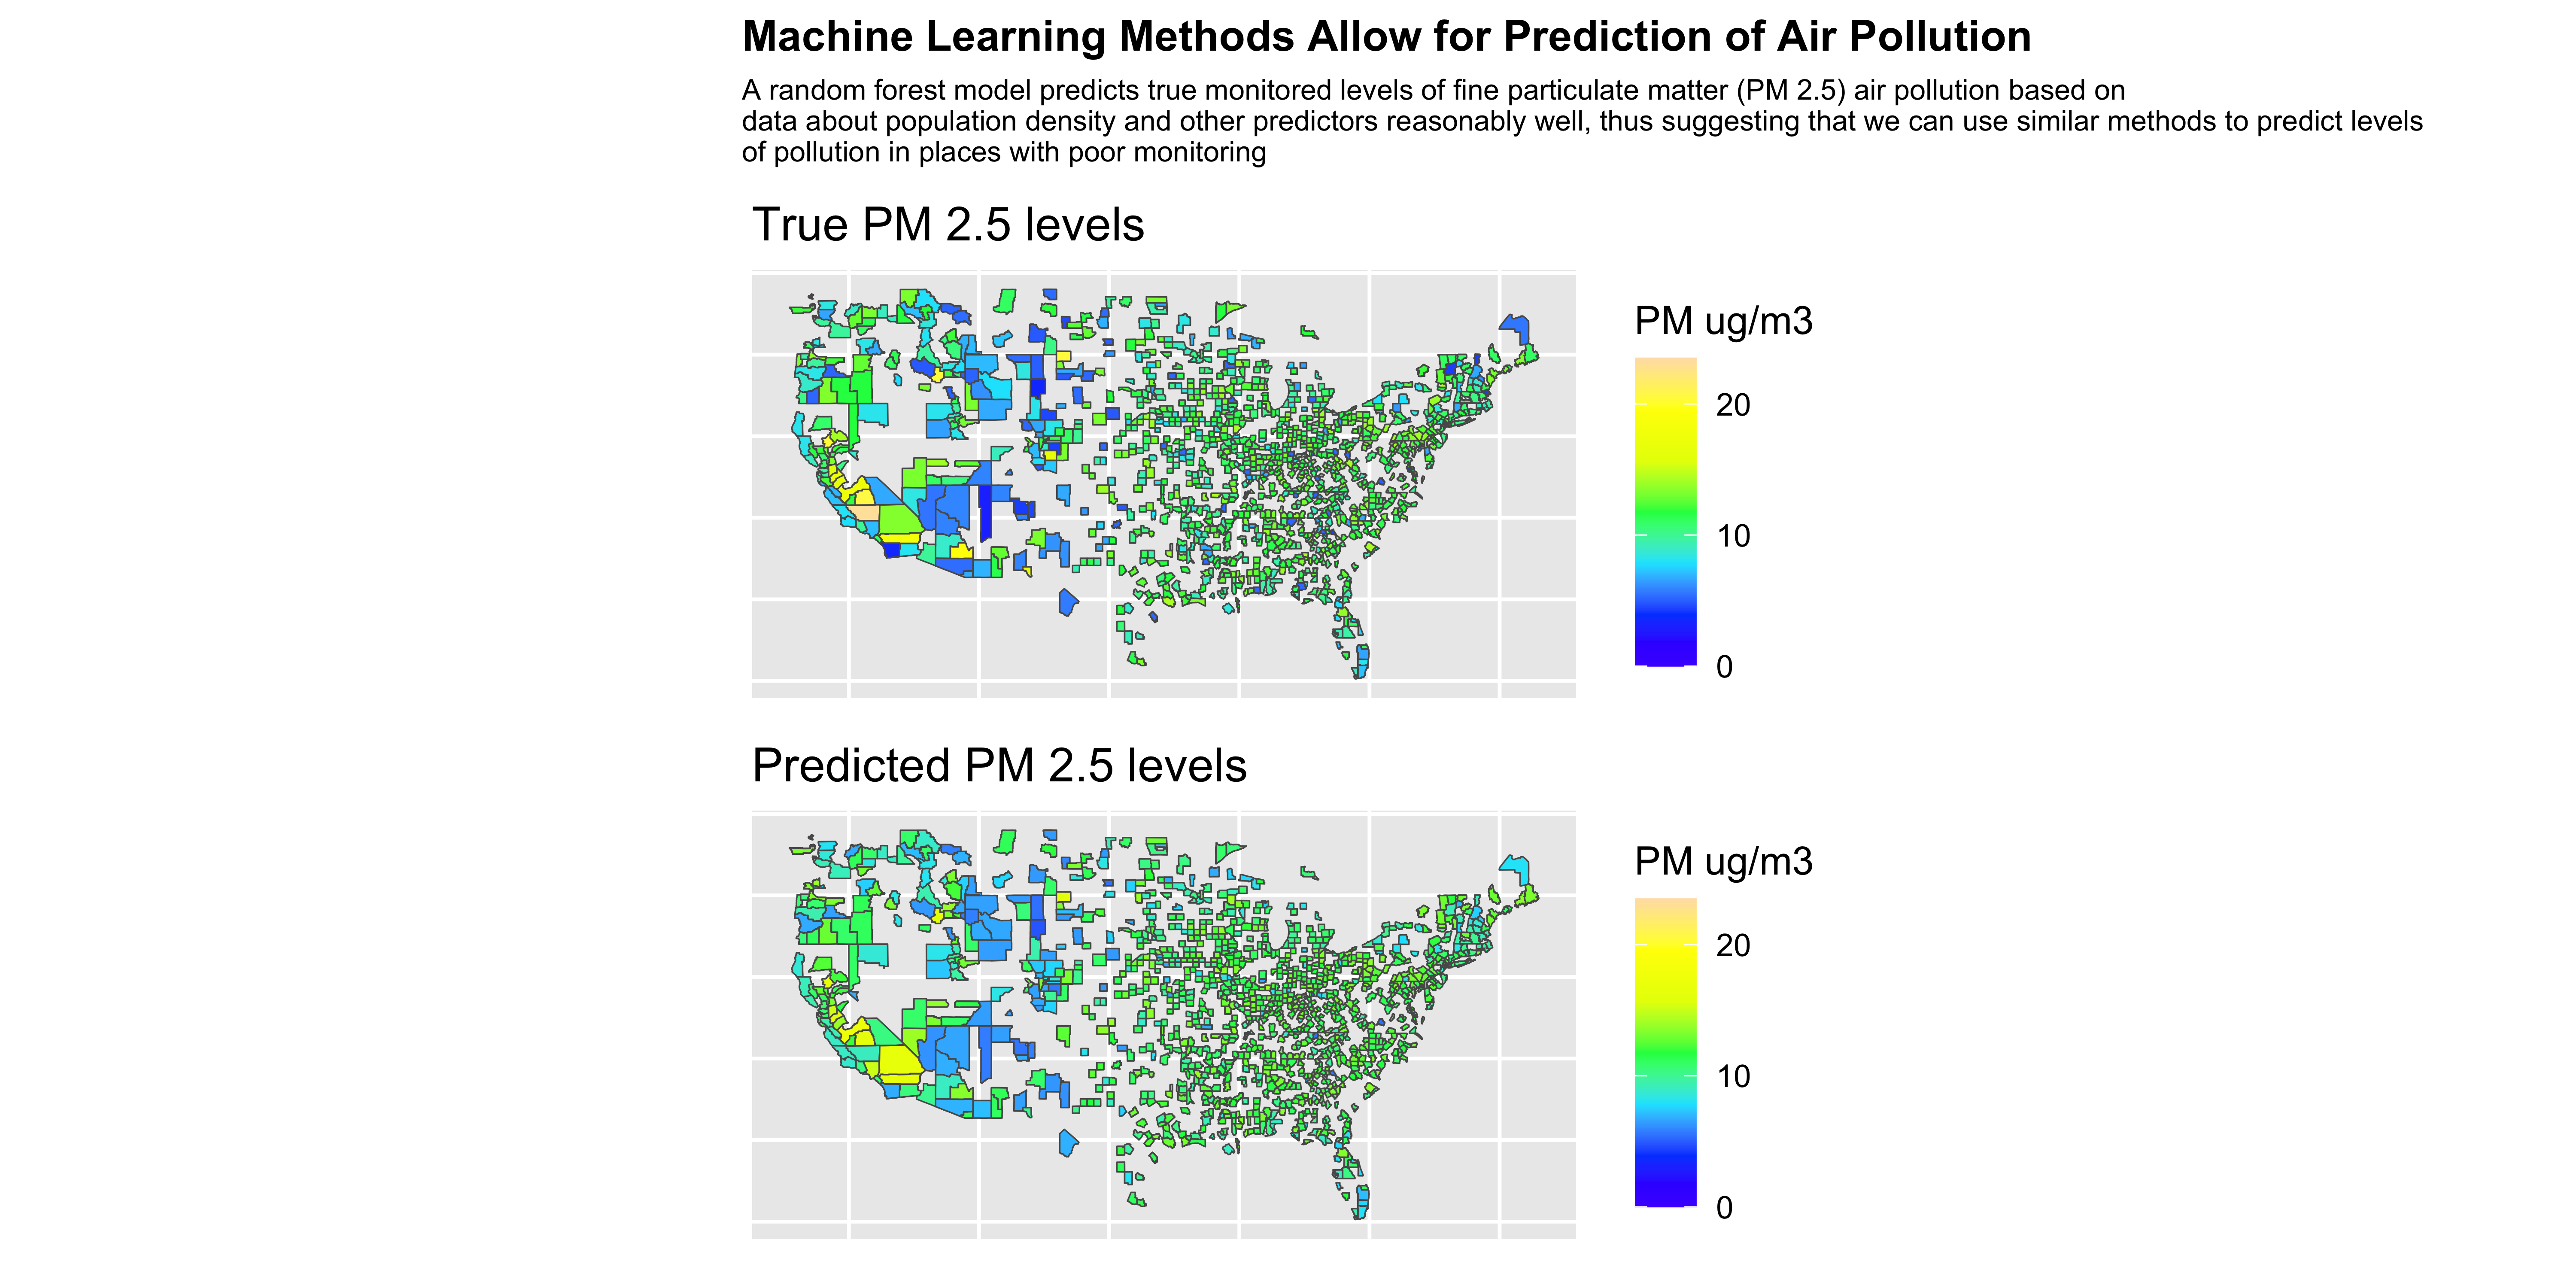 Machine Learning Methods Allow for Prediction of Air Pollution
A random forest model predicts true monitored levels of fine particulate matter (PM 2.5) air pollution based on
data about population density and other predictors reasonably well, thus suggesting that we can use similar methods to predict levels
of pollution in places with poor monitoring
True PM 2.5 levels
PM ug/m3
20
10
0
Predicted PM 2.5 levels
PM ug/m3
20
10
0